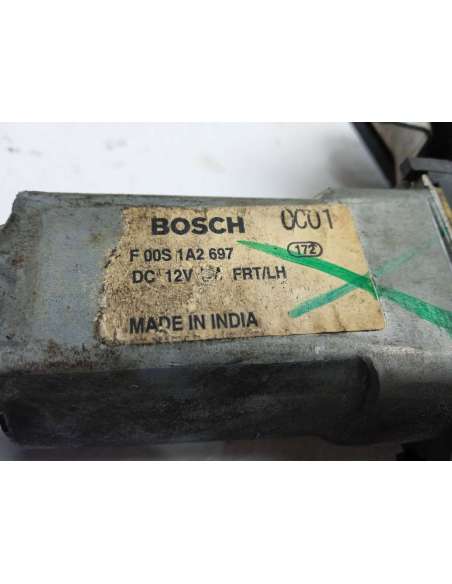 BOSCH 0C01
F 00S 1A2 697 172
DC 12V FRT/LH
MADE IN INDIA